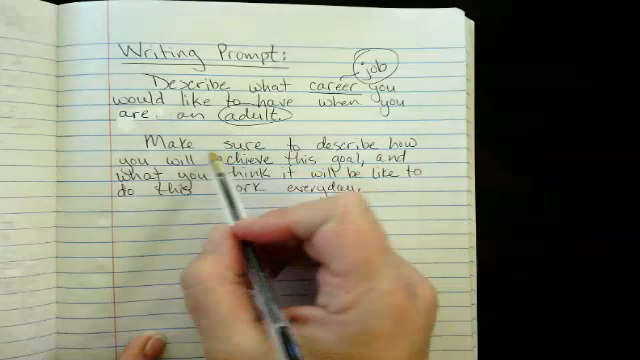 Writing Prompt:
job
Describe what career you
would like to have when you
are an adult.
Make sure to describe how
you will achieve this goal, and
what you think it will be like to
do this ork everyday.